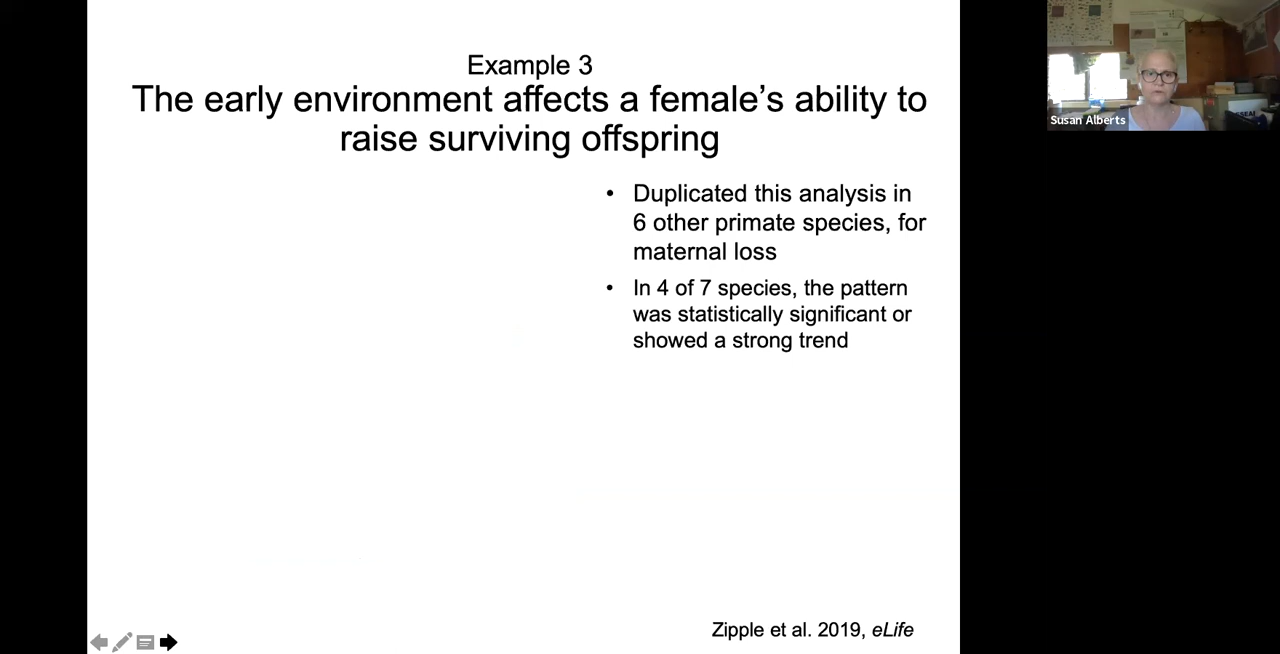 Example 3
The early environment affects a female’s ability to
raise surviving offspring
• Duplicated this analysis in
6 other primate species, for
maternal loss
• In 4 of 7 species, the pattern
was statistically significant or
showed a strong trend
Zipple et al. 2019, eLife
Susan Alberts